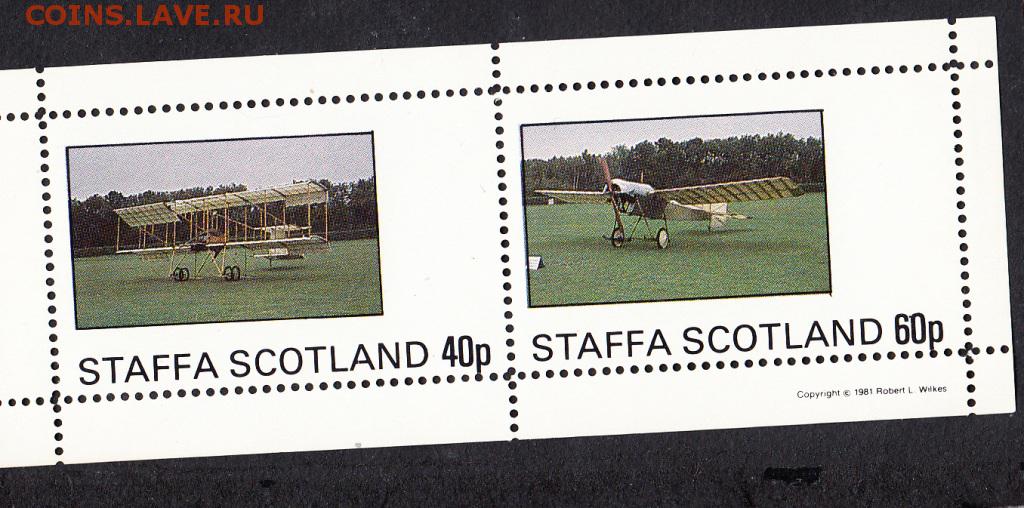 COINS.LAVE.RU
STAFFA SCOTLAND 40p
STAFFA SCOTLAND 60p
Copyright © 1981 Robert L. Wilkes